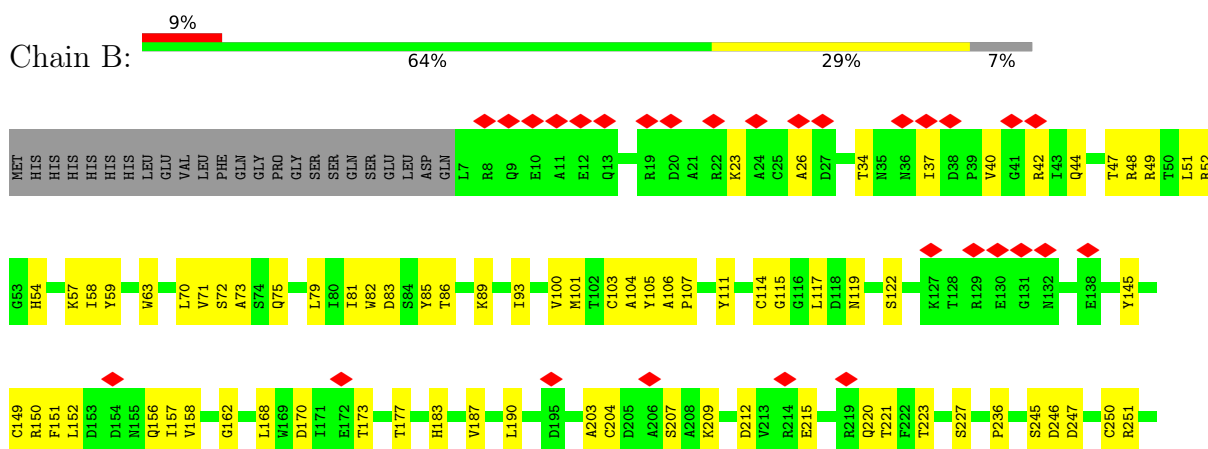 9%
Chain B:
64% 29% 7%
MET HIS HIS HIS HIS HIS HIS LEU GLU VAL LEU PHE GLN GLY PRO GLY SER SER GLN SER GLU LEU ASP GLN L7 R8 Q9 E10 A11 E12 Q13 R19 D20 A21 R22 K23 A24 C25 A26 D27 T34 N35 N36 I37 D38 P39 V40 G41 R42 I43 Q44 T47 R48 R49 T50 L51 R52
G53 H54 K57 I58 Y59 W63 L70 V71 S72 A73 S74 Q75 L79 I80 I81 W82 D83 S84 Y85 T86 K89 I93 V100 M101 T102 C103 A104 Y105 A106 P107 Y111 C114 G115 G116 L117 D118 N119 S122 K127 T128 R129 E130 G131 N132 E138 Y145
C149 R150 F151 L152 D153 D154 N155 Q156 I157 V158 G162 L168 W169 D170 I171 E172 T173 T177 H183 V187 L190 D195 A203 C204 D205 A206 S207 A208 K209 D212 V213 R214 E215 R219 Q220 T221 F222 T223 S227 P236 S245 D246 D247 C250 R251